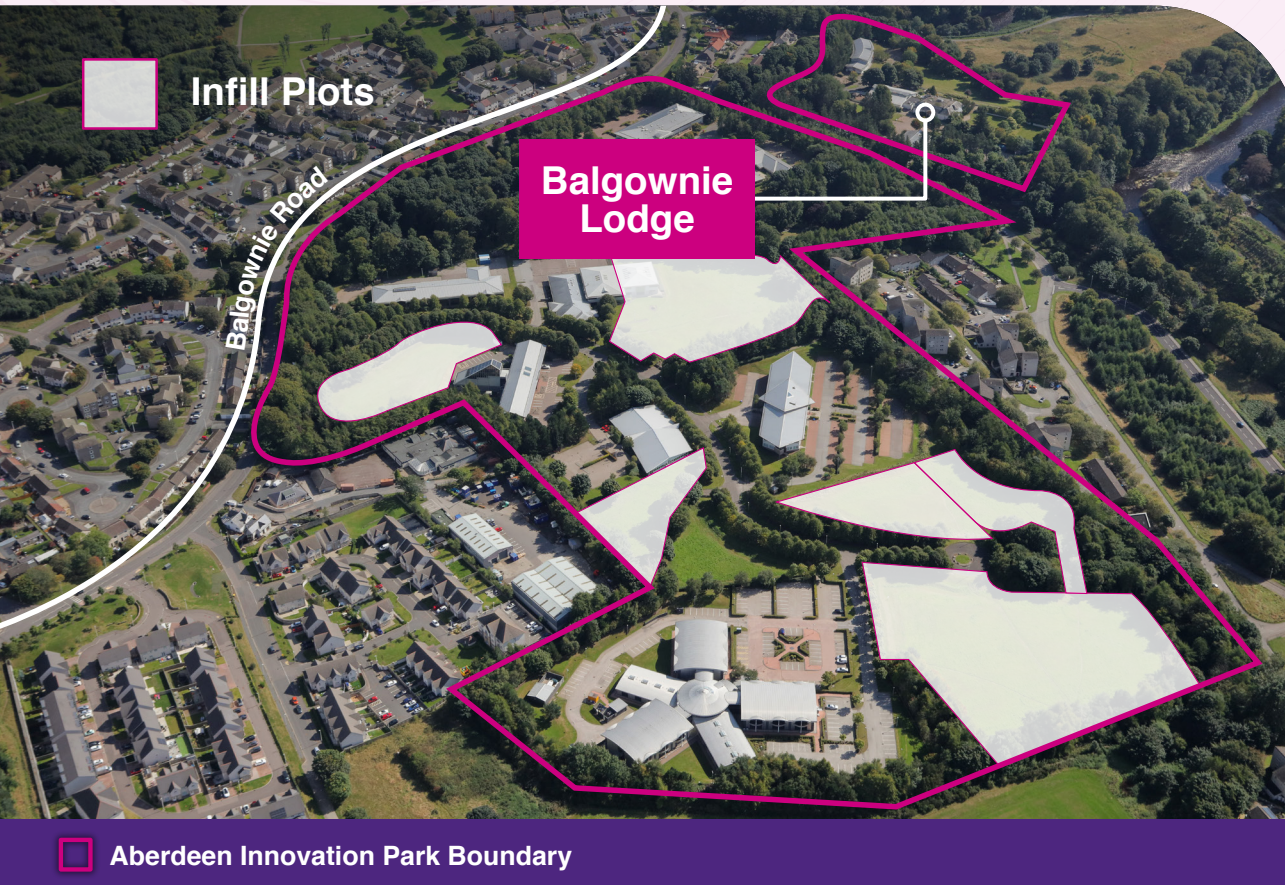 Infill Plots
Balgownie Road
Balgownie
Lodge
Aberdeen Innovation Park Boundary